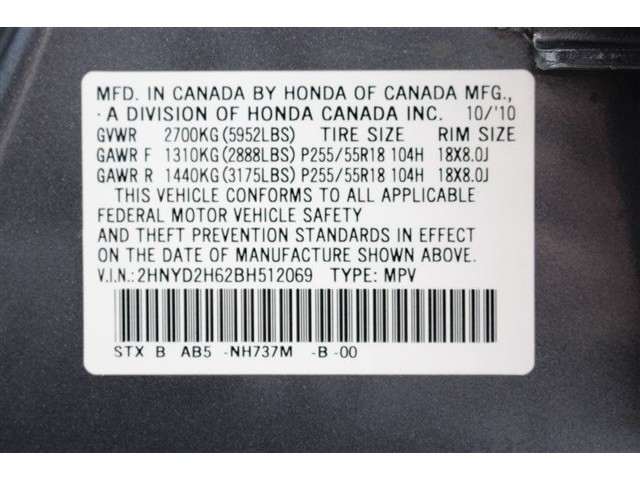 MFD. IN CANADA BY HONDA OF CANADA MFG.,
· A DIVISION OF HONDA CANADA INC. 10/'10
GVWR 2700KG(5952LBS) TIRE SIZE RIM SIZE
GAWR F 1310KG(2888LBS) P255/55R18 104H 18X8.0J
GAWR R 1440KG(3175LBS) P255/55R18 104H 18X8.0J
THIS VEHICLE CONFORMS TO ALL APPLICABLE
FEDERAL MOTOR VEHICLE SAFETY
AND THEFT PREVENTION STANDARDS IN EFFECT
ON THE DATE OF MANUFACTURE SHOWN ABOVE.
V.I.N.: 2HNYD2H62BH512069 TYPE: MPV
STX B AB5 -NH737M -B -00